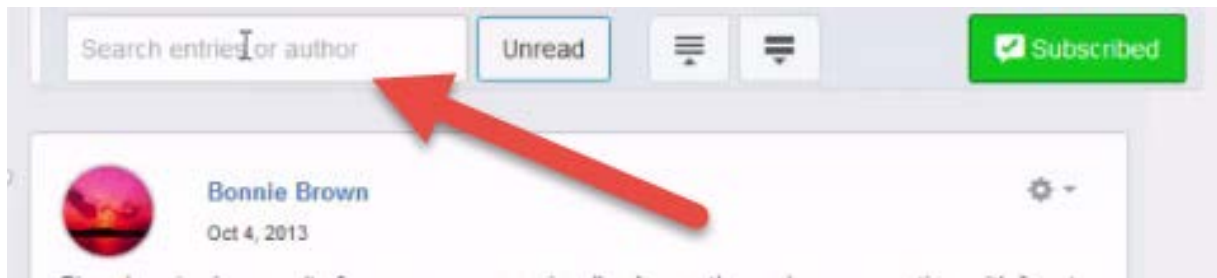 Search entries or author
Unread
Subscribed
Bonnie Brown
Oct 4, 2013